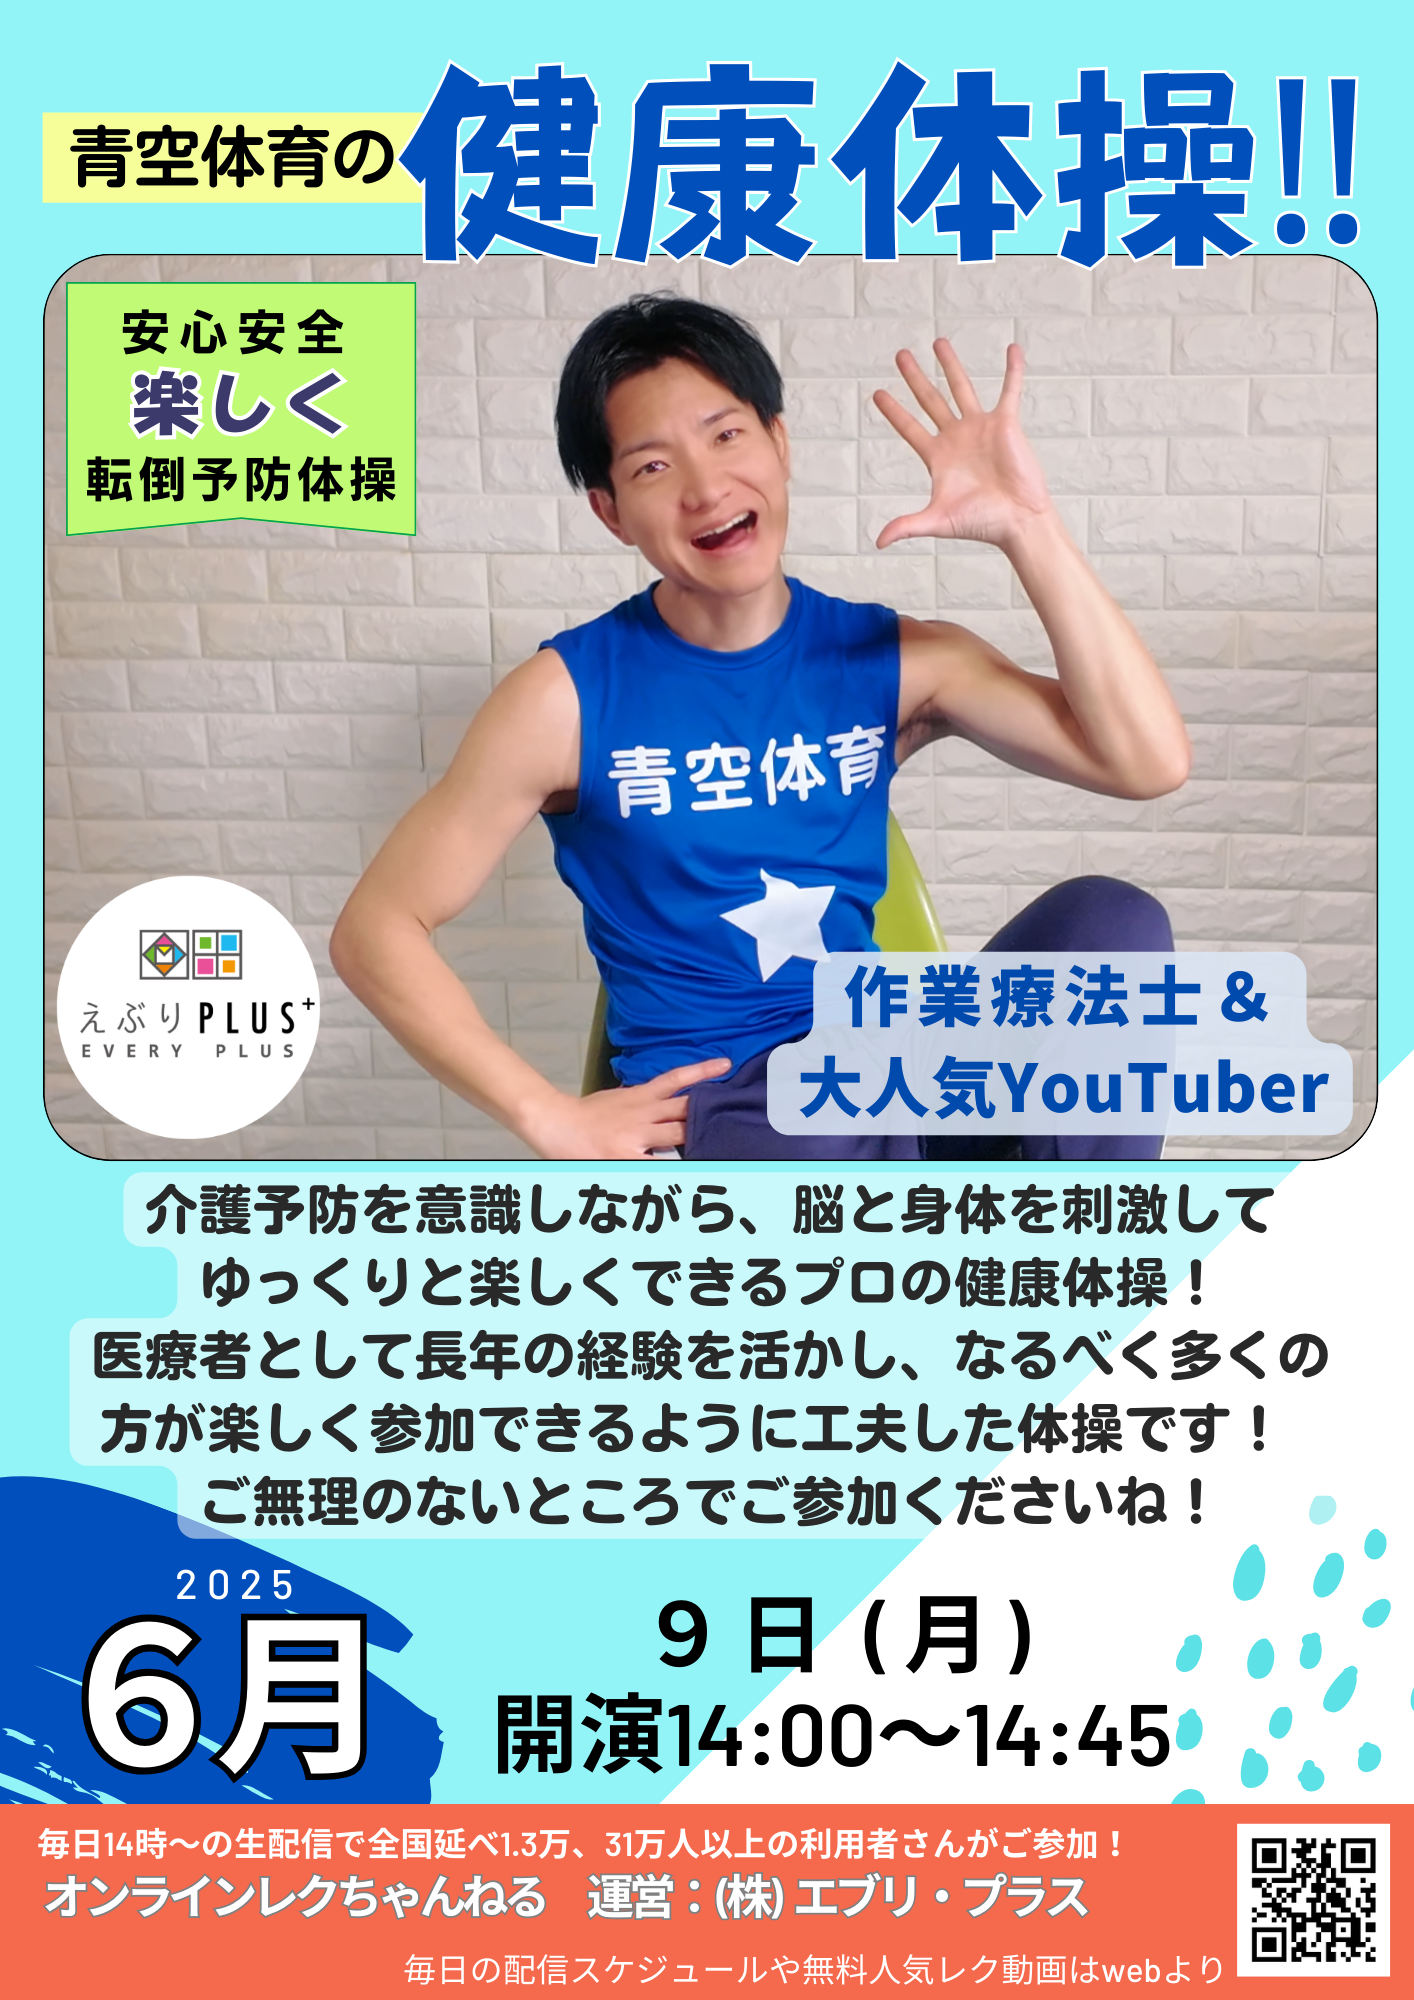 青空体育の
健康体操!!
安心安全
楽しく
転倒予防体操
青空体育
えぶりPLUS+
EVERY PLUS
作業療法士&
大人気YouTuber
介護予防を意識しながら、脳と身体を刺激して
ゆっくりと楽しくできるプロの健康体操！
医療者として長年の経験を活かし、なるべく多くの
方が楽しく参加できるように工夫した体操です！
ご無理のないところでご参加くださいね！
2025
6月
9日(月)
開演14:00〜14:45
毎日14時〜の生配信で全国延べ1.3万、31万人以上の利用者さんがご参加！
オンラインレクちゃんねる　運営：(株)エブリ・プラス
毎日の配信スケジュールや無料人気レク動画はwebより